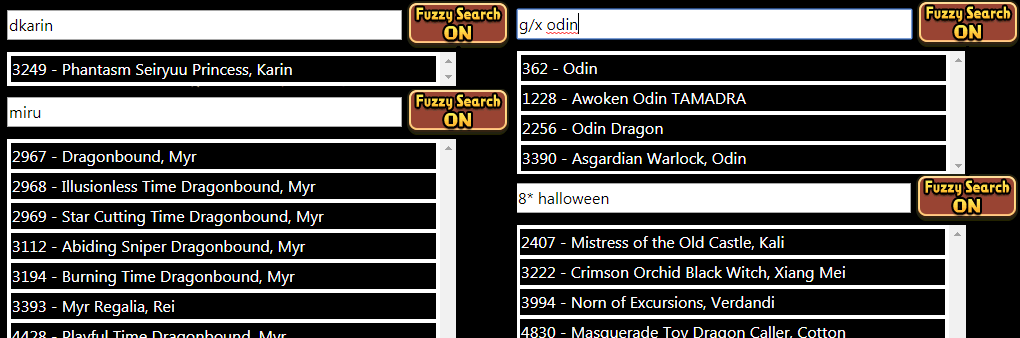 dkarin
Fuzzy Search
ON
3249 - Phantasm Seiryuu Princess, Karin
miru
Fuzzy Search
ON
2967 - Dragonbound, Myr
2968 - Illusionless Time Dragonbound, Myr
2969 - Star Cutting Time Dragonbound, Myr
3112 - Abiding Sniper Dragonbound, Myr
3194 - Burning Time Dragonbound, Myr
3393 - Myr Regalia, Rei
4428 - Playful Time Dragonbound, Myr
g/x odin
Fuzzy Search
ON
362 - Odin
1228 - Awoken Odin TAMADRA
2256 - Odin Dragon
3390 - Asgardian Warlock, Odin
8* halloween
Fuzzy Search
ON
2407 - Mistress of the Old Castle, Kali
3222 - Crimson Orchid Black Witch, Xiang Mei
3994 - Norn of Excursions, Verdandi
4830 - Masquerade Toy Dragon Caller, Cotton